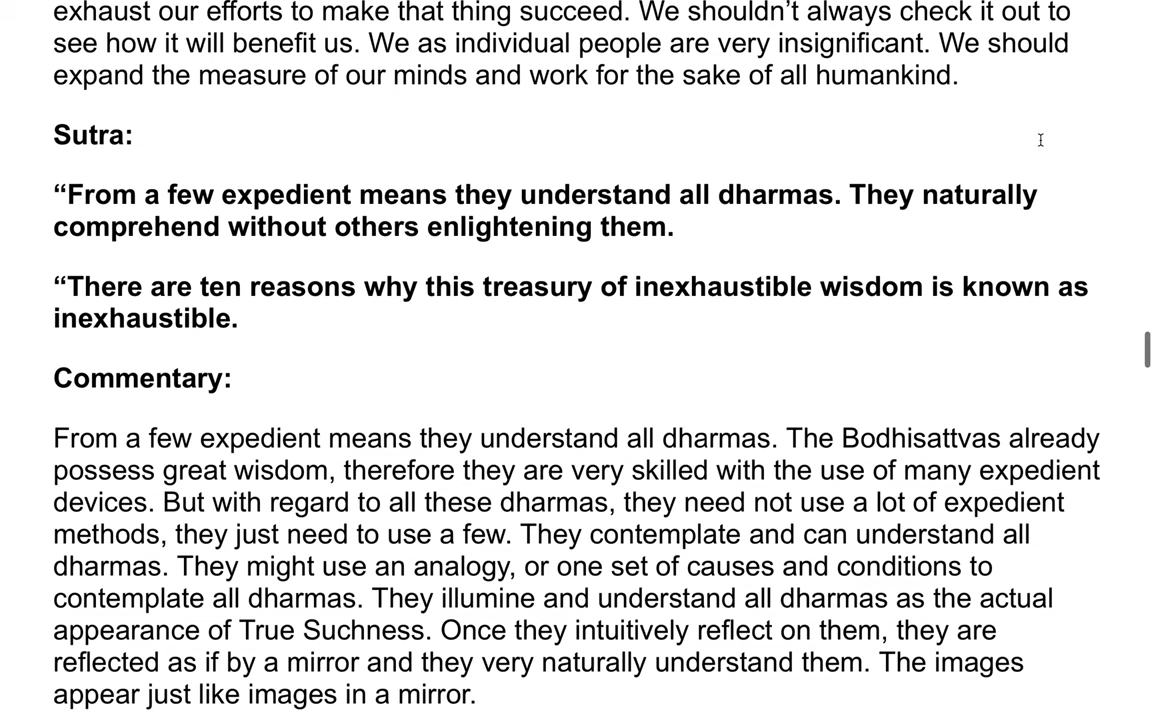 exhaust our efforts to make that thing succeed. We shouldn’t always check it out to
see how it will benefit us. We as individual people are very insignificant. We should
expand the measure of our minds and work for the sake of all humankind.
Sutra:
“From a few expedient means they understand all dharmas. They naturally
comprehend without others enlightening them.
“There are ten reasons why this treasury of inexhaustible wisdom is known as
inexhaustible.
Commentary:
From a few expedient means they understand all dharmas. The Bodhisattvas already
possess great wisdom, therefore they are very skilled with the use of many expedient
devices. But with regard to all these dharmas, they need not use a lot of expedient
methods, they just need to use a few. They contemplate and can understand all
dharmas. They might use an analogy, or one set of causes and conditions to
contemplate all dharmas. They illumine and understand all dharmas as the actual
appearance of True Suchness. Once they intuitively reflect on them, they are
reflected as if by a mirror and they very naturally understand them. The images
appear just like images in a mirror.